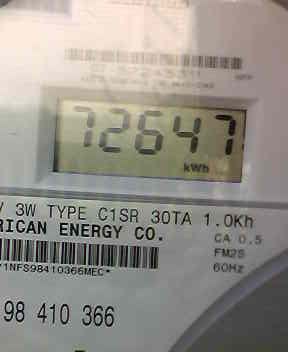 72647
kWh
V 3W TYPE C1SR 30TA 1.0Kh
RICAN ENERGY CO.
CA 0.5
FM2S
60Hz
98 410 366